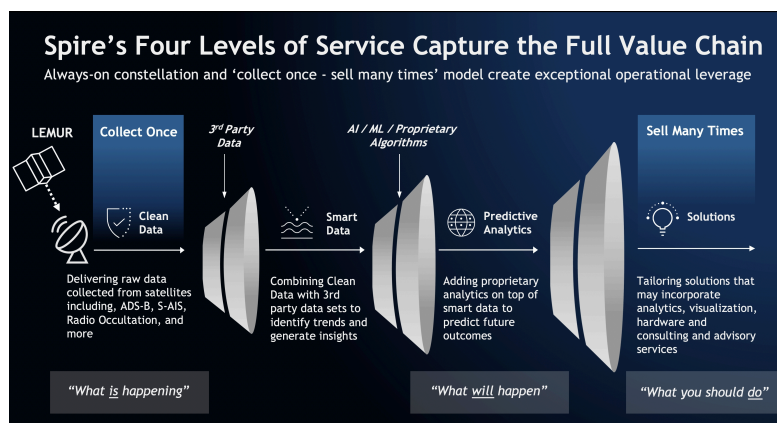 Spire’s Four Levels of Service Capture the Full Value Chain
Always-on constellation and ‘collect once - sell many times’ model create exceptional operational leverage
LEMUR
Collect Once
3rd Party
Data
AI / ML / Proprietary
Algorithms
Sell Many Times
Clean
Data
Smart
Data
Predictive
Analytics
Solutions
Delivering raw data
collected from satellites
including, ADS-B, S-AIS,
Radio Occultation, and
more
Combining Clean
Data with 3rd
party data sets to
identify trends and
generate insights
Adding proprietary
analytics on top of
smart data to
predict future
outcomes
Tailoring solutions that
may incorporate
analytics, visualization,
hardware and
consulting and advisory
services
“What is happening”
“What will happen”
“What you should do”